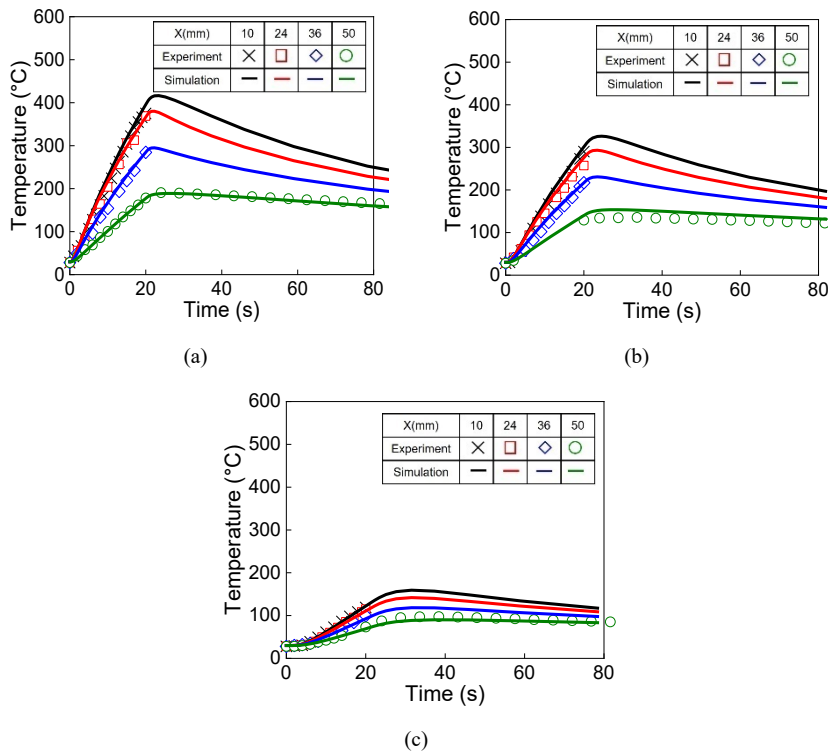 600
500
400
300
200
100
0
Temperature (°C)
X(mm) 10 24 36 50
Experiment
Simulation
0 20 40 60 80
Time (s)
(a)
600
500
400
300
200
100
0
Temperature (°C)
X(mm) 10 24 36 50
Experiment
Simulation
0 20 40 60 80
Time (s)
(b)
600
500
400
300
200
100
0
Temperature (°C)
X(mm) 10 24 36 50
Experiment
Simulation
0 20 40 60 80
Time (s)
(c)